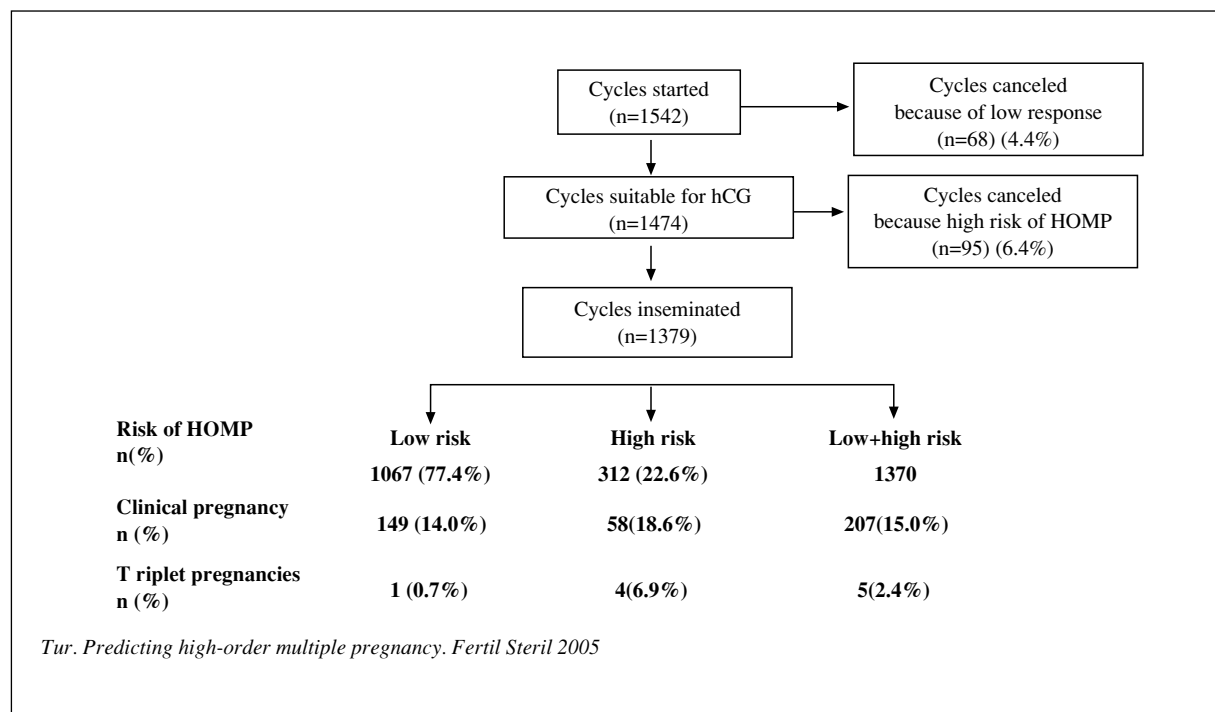 Cycles started
(n=1542)
Cycles canceled
because of low response
(n=68) (4.4%)
Cycles suitable for hCG
(n=1474)
Cycles canceled
because high risk of HOMP
(n=95) (6.4%)
Cycles inseminated
(n=1379)
Risk of HOMP
n(%)
Low risk
High risk
Low+high risk
1067 (77.4%)
312 (22.6%)
1370
Clinical pregnancy
n (%)
149 (14.0%)
58(18.6%)
207(15.0%)
T riplet pregnancies
n (%)
1 (0.7%)
4(6.9%)
5(2.4%)
Tur. Predicting high-order multiple pregnancy. Fertil Steril 2005